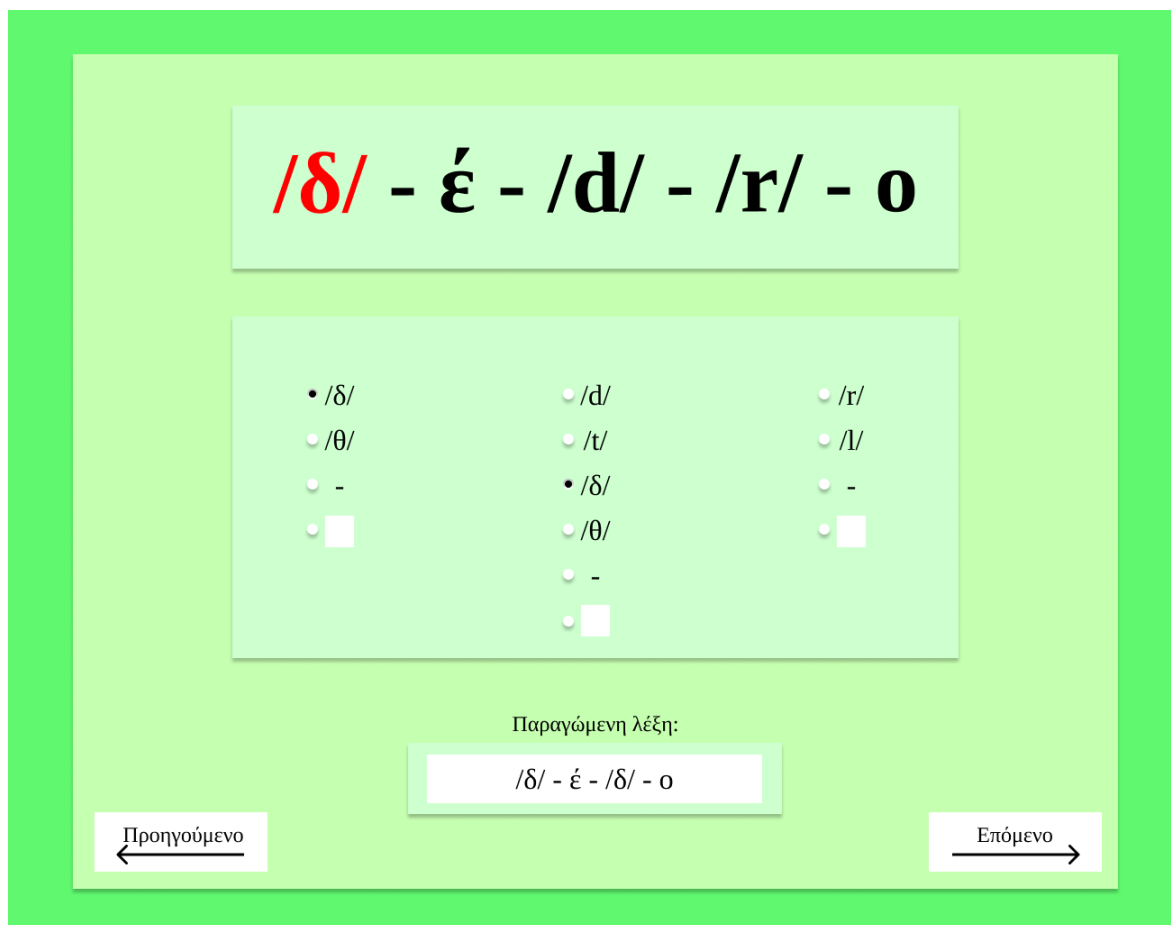 /δ/ - έ - /d/ - /r/ - ο
/δ/ /d/ /r/
/θ/ /t/ /l/
- /δ/ -
/θ/
-
Παραγώμενη λέξη:
/δ/ - έ - /δ/ - ο
Προηγούμενο Επόμενο